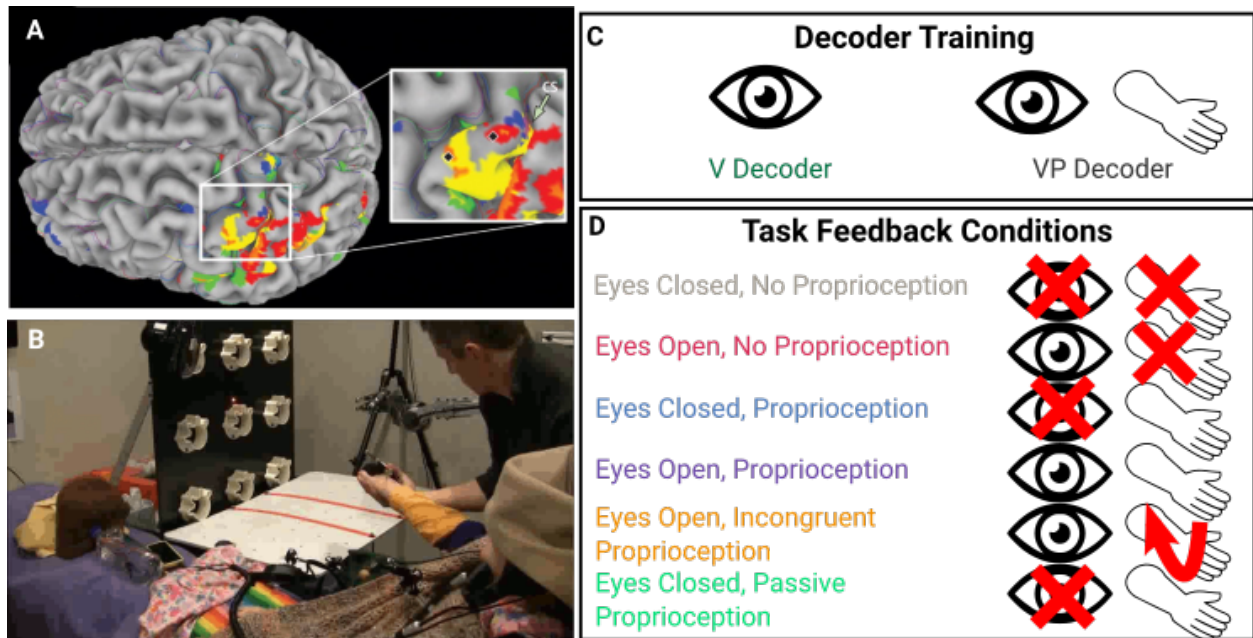 A
CS
B
C
Decoder Training
V Decoder
VP Decoder
D
Task Feedback Conditions
Eyes Closed, No Proprioception
Eyes Open, No Proprioception
Eyes Closed, Proprioception
Eyes Open, Proprioception
Eyes Open, Incongruent
Proprioception
Eyes Closed, Passive
Proprioception